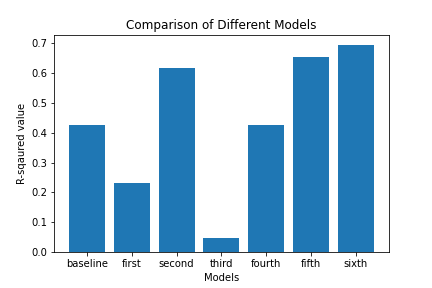 Comparison of Different Models
R-sqaured value
0.7
0.6
0.5
0.4
0.3
0.2
0.1
0.0
baseline first second third fourth fifth sixth
Models